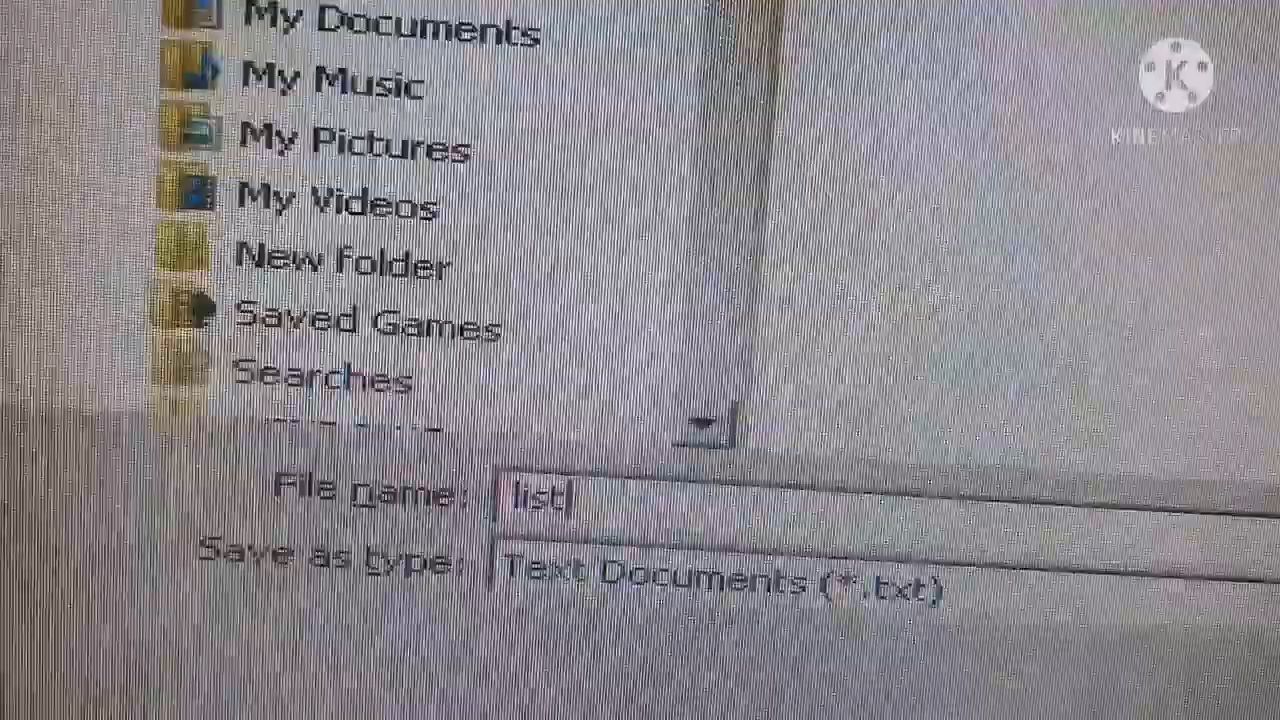 My Documents
My Music
My Pictures
My Videos
New folder
Saved Games
Searches
File name: list
Save as type: Text Documents (*.txt)
K
KINEMASTER